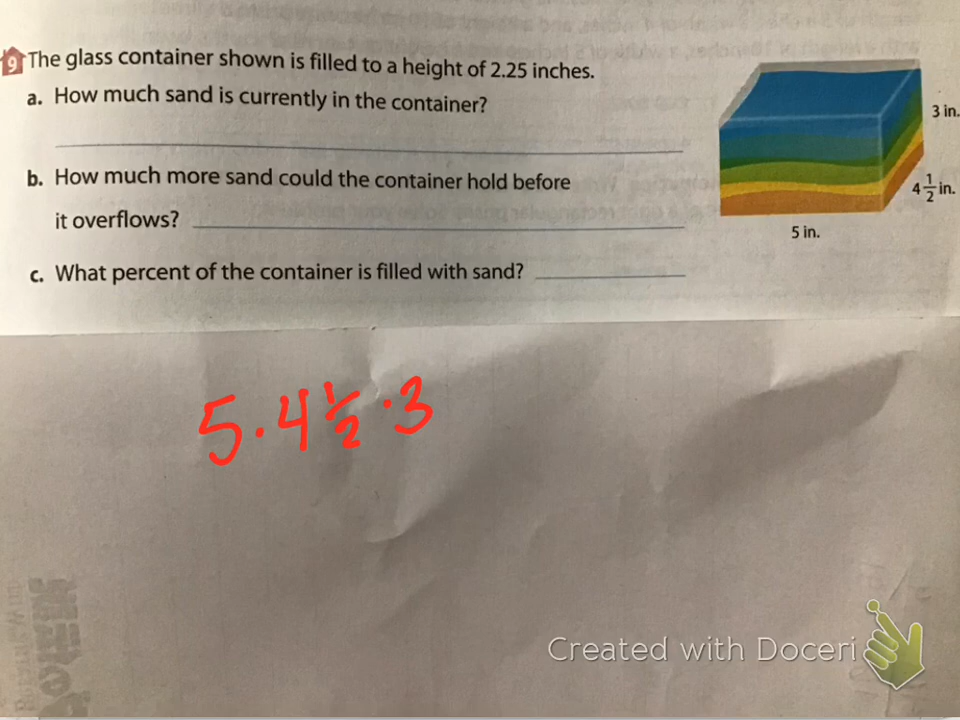 9 The glass container shown is filled to a height of 2.25 inches.
a. How much sand is currently in the container?
b. How much more sand could the container hold before
it overflows?
c. What percent of the container is filled with sand?
3 in.
4 1/2 in.
5 in.
5 · 4 1/2 · 3
Created with Doceri